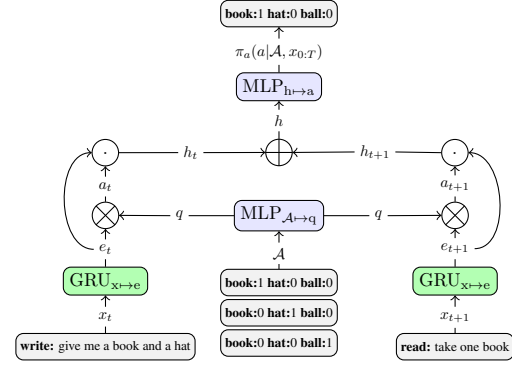 book:1 hat:0 ball:0
π_a(a|𝒜, x_{0:T})
MLP_{h↦a}
h
h_t
h_{t+1}
a_t
a_{t+1}
q
MLP_{𝒜↦q}
q
e_t
e_{t+1}
𝒜
GRU_{x↦e}
GRU_{x↦e}
book:1 hat:0 ball:0
x_t
book:0 hat:1 ball:0
x_{t+1}
write: give me a book and a hat
book:0 hat:0 ball:1
read: take one book